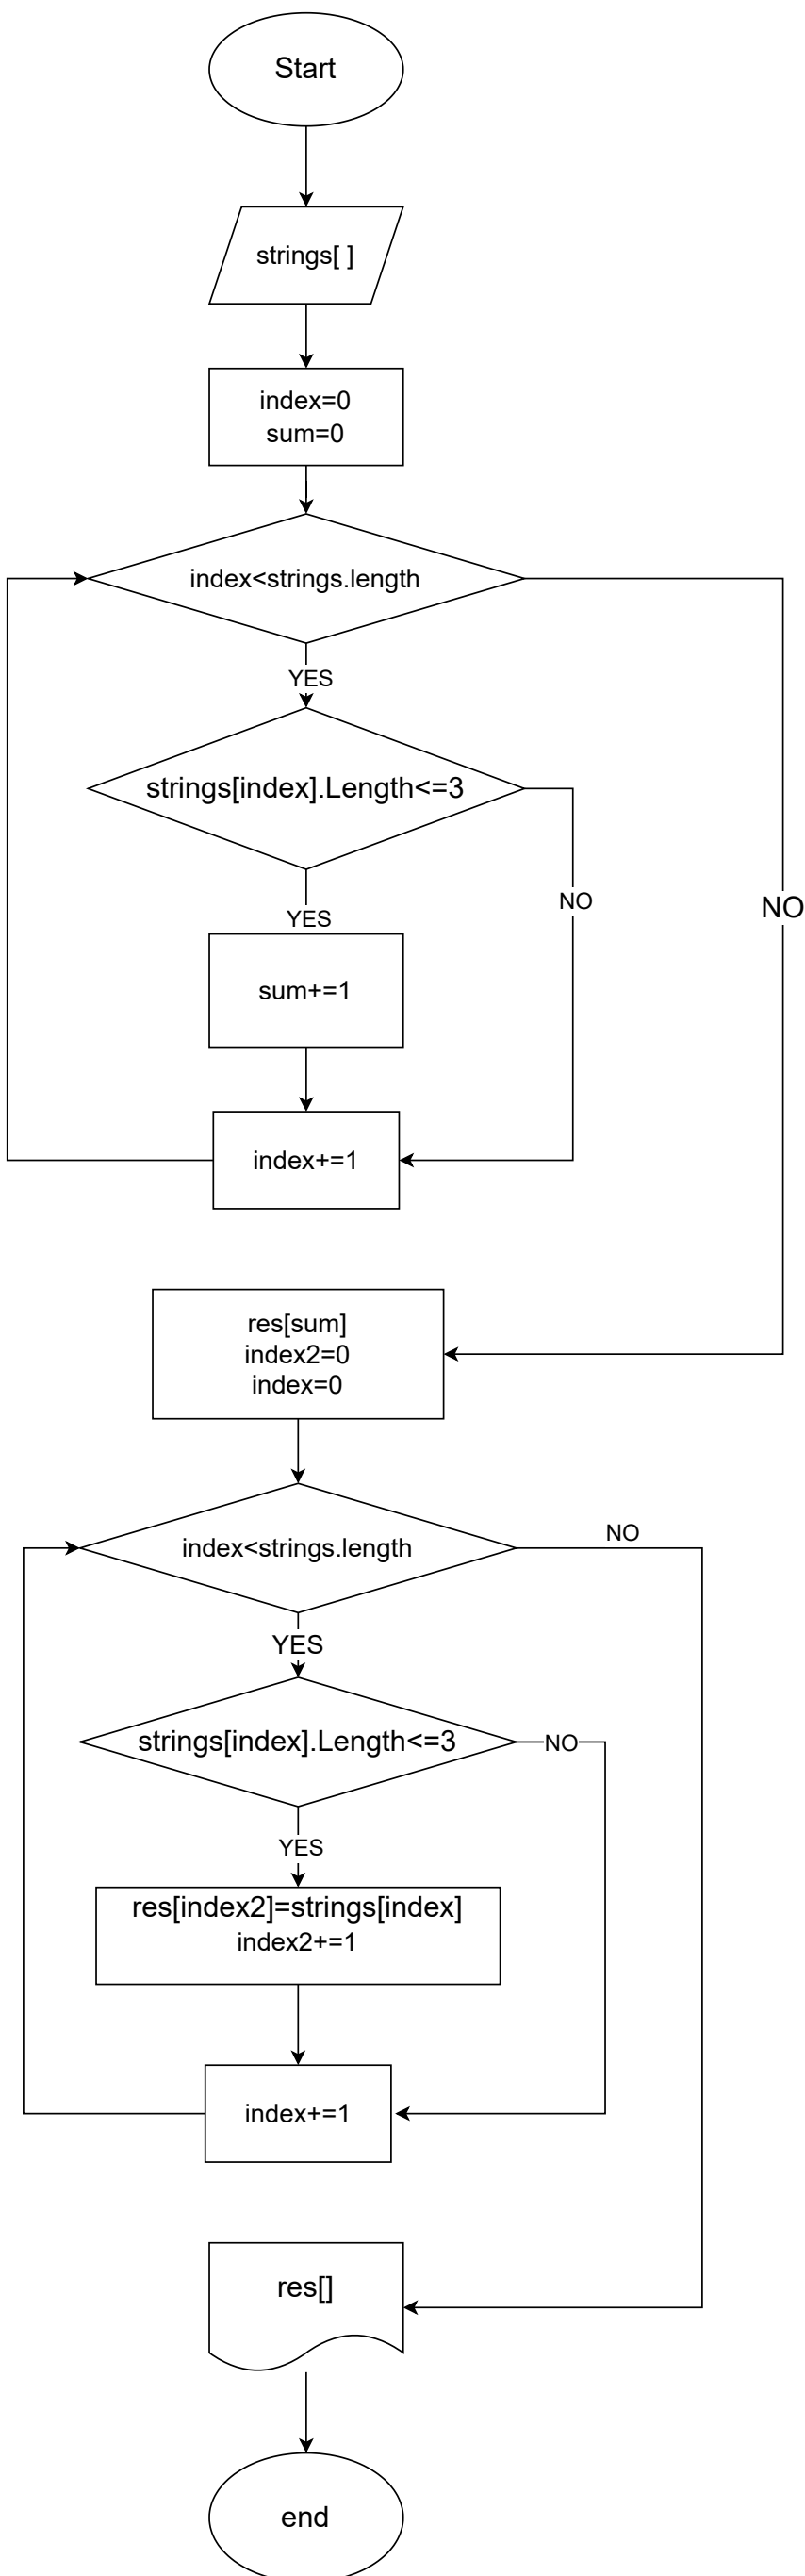 Start
strings[ ]
index=0
sum=0
index<strings.length
YES
strings[index].Length<=3
NO
NO
YES
sum+=1
index+=1
res[sum]
index2=0
index=0
NO
index<strings.length
YES
strings[index].Length<=3
NO
YES
res[index2]=strings[index]
index2+=1
index+=1
res[]
end